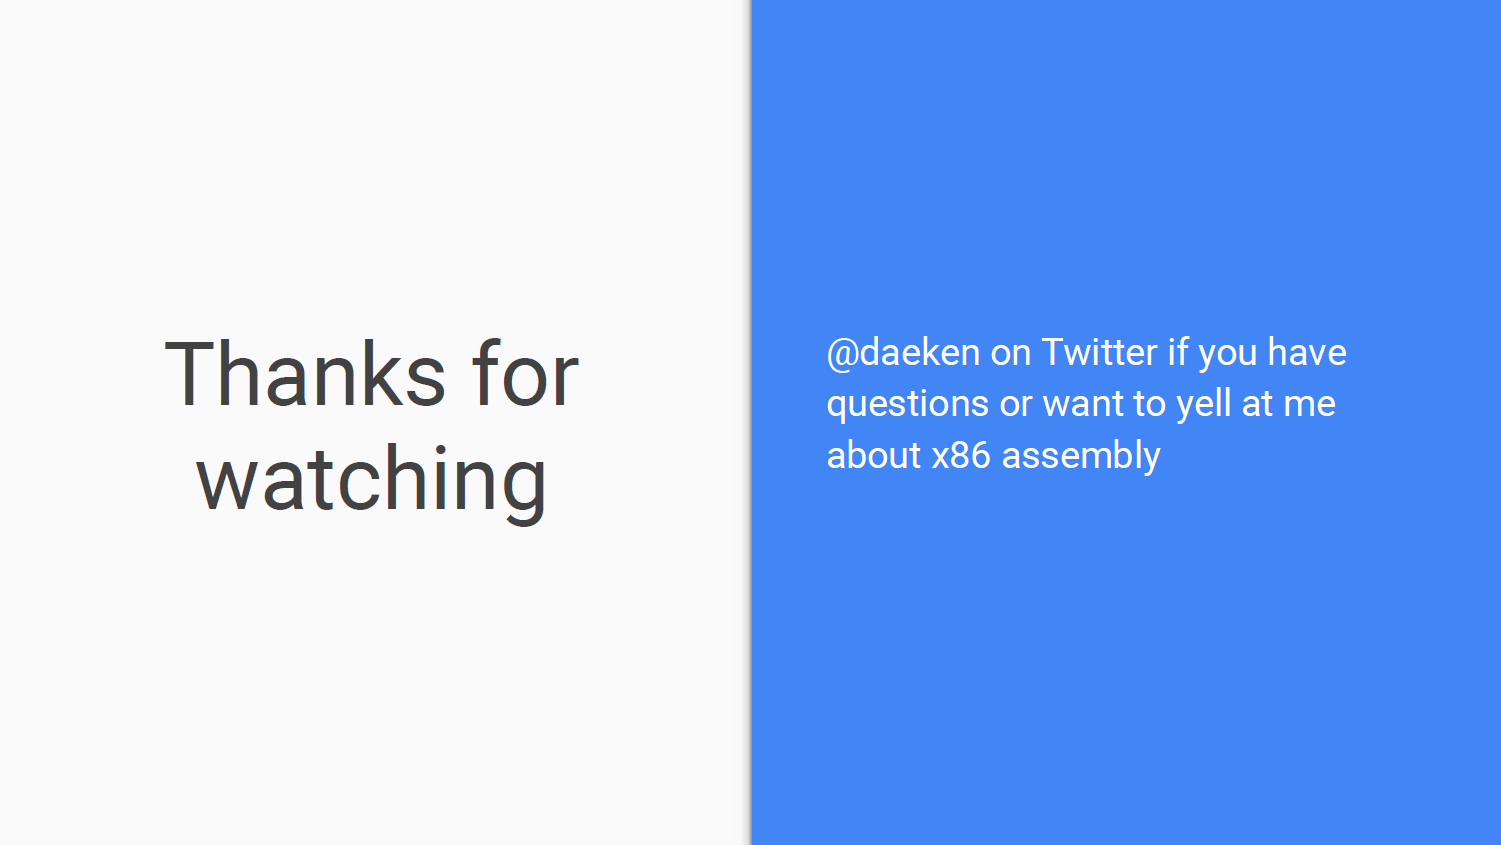 Thanks for
watching
@daeken on Twitter if you have
questions or want to yell at me
about x86 assembly